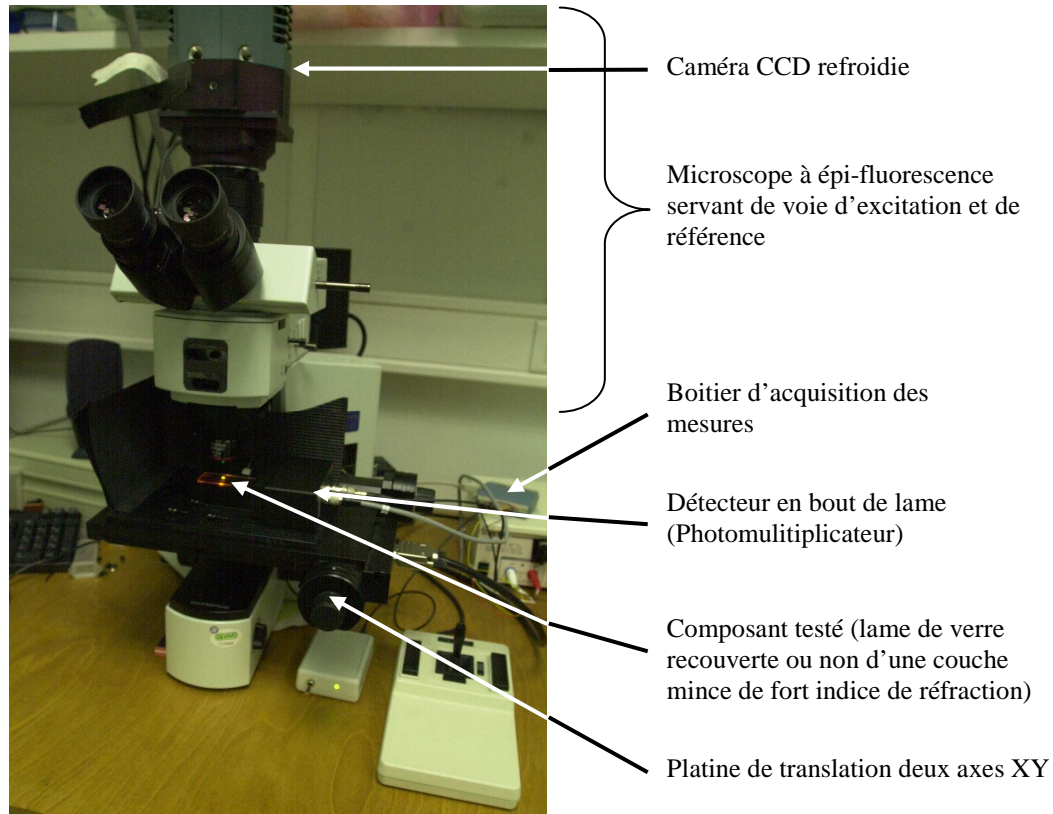 Caméra CCD refroidie
Microscope à épi-fluorescence
servant de voie d'excitation et de
référence
Boitier d'acquisition des
mesures
Détecteur en bout de lame
(Photomulitiplicateur)
Composant testé (lame de verre
recouverte ou non d'une couche
mince de fort indice de réfraction)
Platine de translation deux axes XY